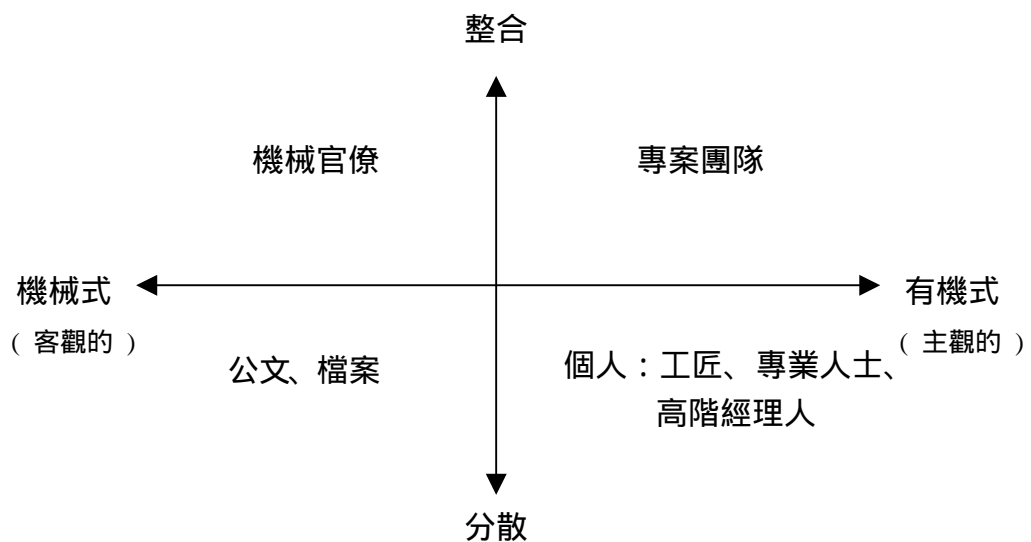 整合
機械官僚 專案團隊
機械式 有機式
( 客觀的 ) ( 主觀的 )
公文、檔案 個人：工匠、專業人士、
高階經理人
分散